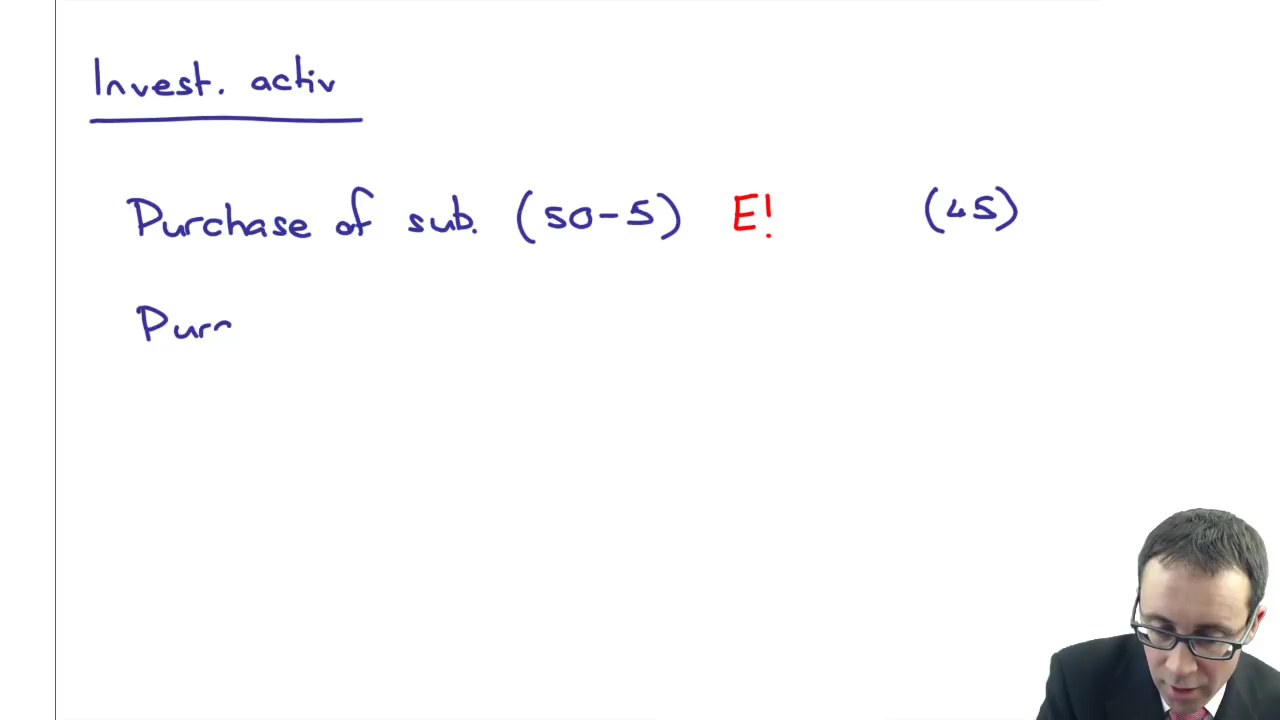 Invest. activ
Purchase of sub. (50-5) E! (45)
Purc